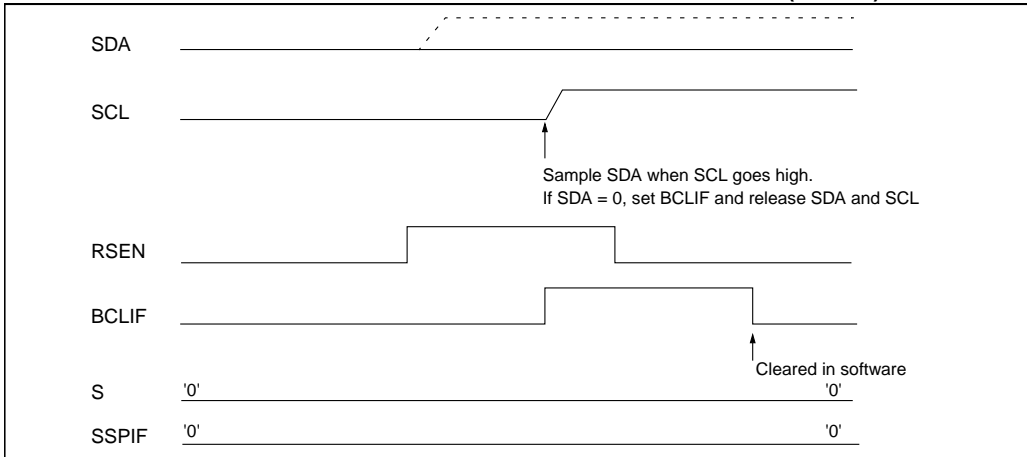 SDA
SCL
Sample SDA when SCL goes high.
If SDA = 0, set BCLIF and release SDA and SCL
RSEN
BCLIF
Cleared in software
S '0' '0'
SSPIF '0' '0'